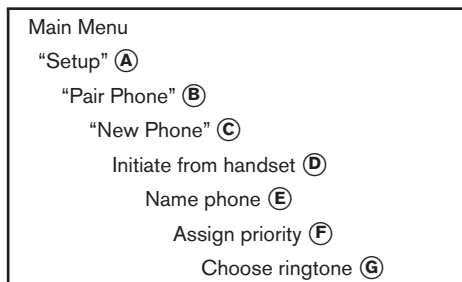 Main Menu
“Setup” Ⓐ
“Pair Phone” Ⓑ
“New Phone” Ⓒ
Initiate from handset Ⓓ
Name phone Ⓔ
Assign priority Ⓕ
Choose ringtone Ⓖ